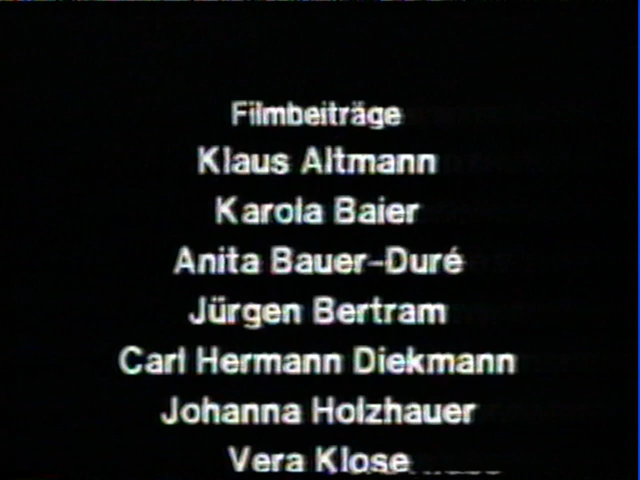 Filmbeiträge
Klaus Altmann
Karola Baier
Anita Bauer-Duré
Jürgen Bertram
Carl Hermann Diekmann
Johanna Holzhauer
Vera Klose